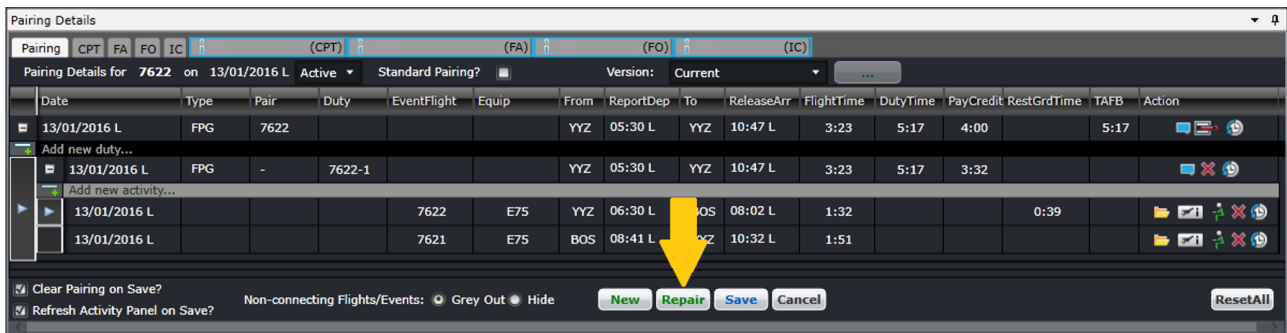 Pairing Details
Pairing CPT FA FO IC (CPT) (FA) (FO) (IC)
Pairing Details for 7622 on 13/01/2016 L Active Standard Pairing? Version: Current ...
Date Type Pair Duty EventFlight Equip From ReportDep To ReleaseArr FlightTime DutyTime PayCredit RestGrdTime TAFB Action
13/01/2016 L FPG 7622 YYZ 05:30 L YYZ 10:47 L 3:23 5:17 4:00 5:17
Add new duty...
13/01/2016 L FPG - 7622-1 YYZ 05:30 L YYZ 10:47 L 3:23 5:17 3:32
Add new activity...
13/01/2016 L 7622 E75 YYZ 06:30 L BOS 08:02 L 1:32 0:39
13/01/2016 L 7621 E75 BOS 08:41 L YYZ 10:32 L 1:51
Clear Pairing on Save?
Refresh Activity Panel on Save?
Non-connecting Flights/Events: Grey Out Hide New Repair Save Cancel ResetAll